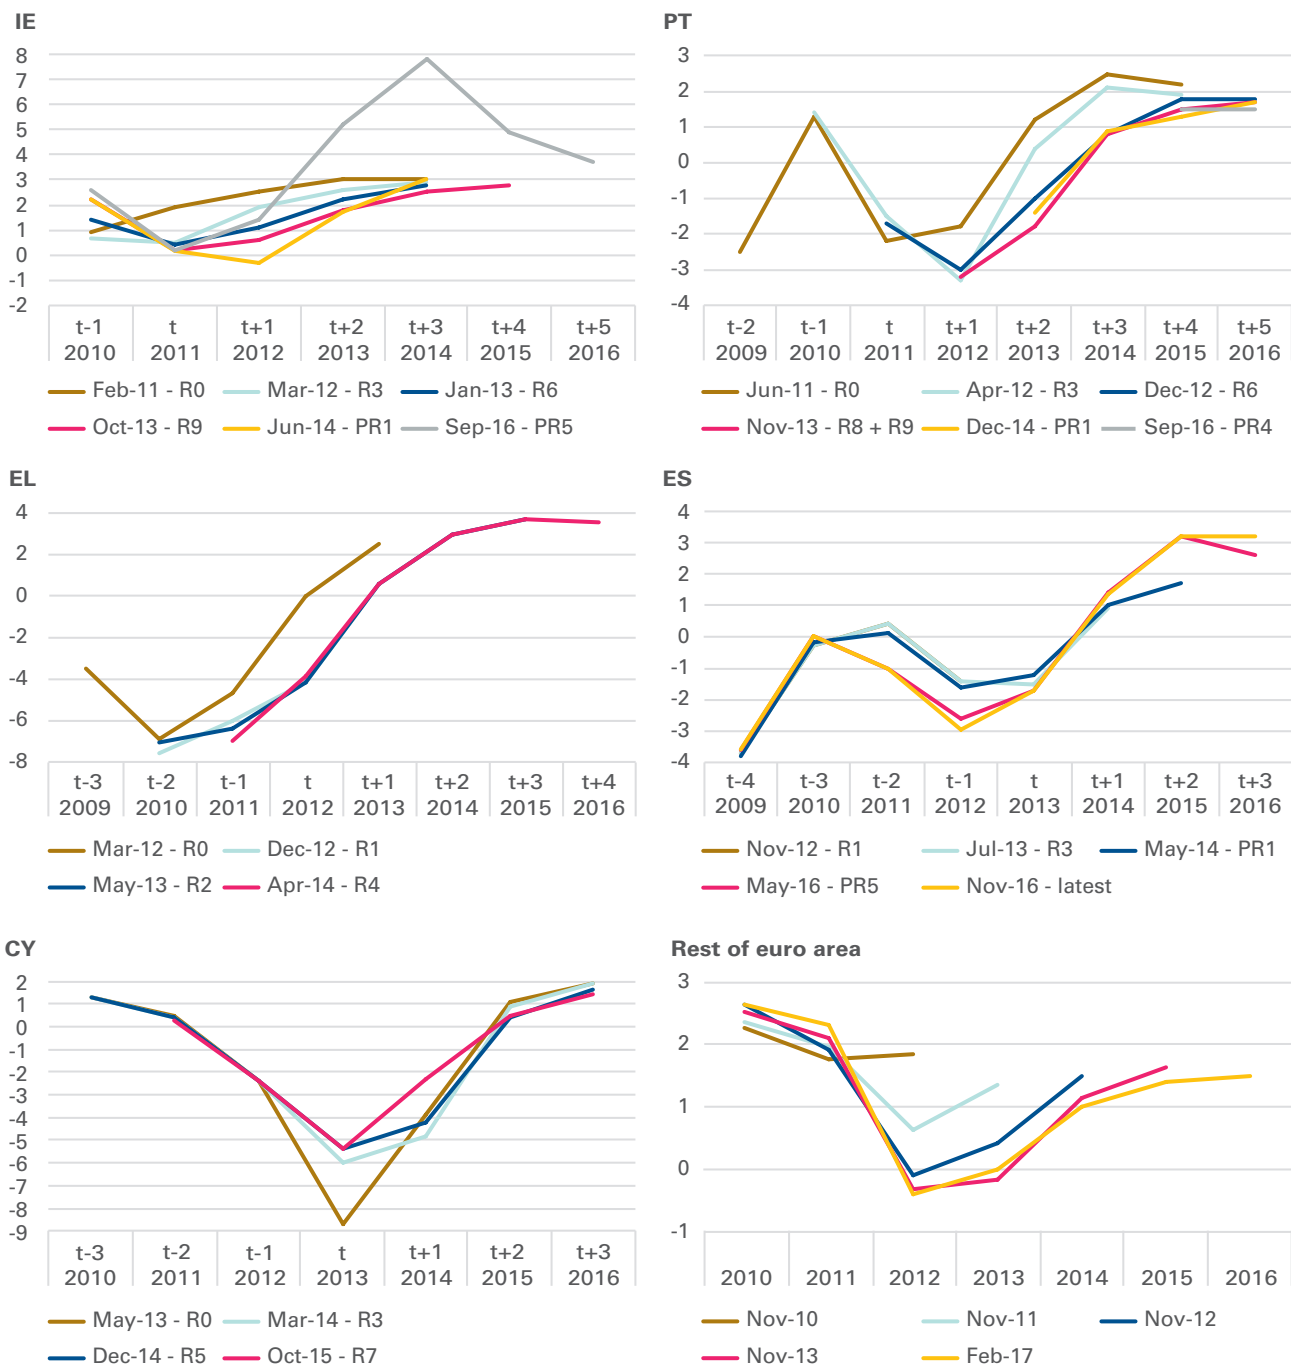 IE
8
7
6
5
4
3
2
1
0
-1
-2
t-1 t t+1 t+2 t+3 t+4 t+5
2010 2011 2012 2013 2014 2015 2016
Feb-11 - R0 Mar-12 - R3 Jan-13 - R6
Oct-13 - R9 Jun-14 - PR1 Sep-16 - PR5
PT
3
2
1
0
-1
-2
-3
-4
t-2 t-1 t t+1 t+2 t+3 t+4 t+5
2009 2010 2011 2012 2013 2014 2015 2016
Jun-11 - R0 Apr-12 - R3 Dec-12 - R6
Nov-13 - R8 + R9 Dec-14 - PR1 Sep-16 - PR4
EL
4
2
0
-2
-4
-6
-8
t-3 t-2 t-1 t t+1 t+2 t+3 t+4
2009 2010 2011 2012 2013 2014 2015 2016
Mar-12 - R0 Dec-12 - R1
May-13 - R2 Apr-14 - R4
ES
4
3
2
1
0
-1
-2
-3
-4
t-4 t-3 t-2 t-1 t t+1 t+2 t+3
2009 2010 2011 2012 2013 2014 2015 2016
Nov-12 - R1 Jul-13 - R3 May-14 - PR1
May-16 - PR5 Nov-16 - latest
CY
2
1
0
-1
-2
-3
-4
-5
-6
-7
-8
-9
t-3 t-2 t-1 t t+1 t+2 t+3
2010 2011 2012 2013 2014 2015 2016
May-13 - R0 Mar-14 - R3
Dec-14 - R5 Oct-15 - R7
Rest of euro area
3
2
1
0
-1
2010 2011 2012 2013 2014 2015 2016
Nov-10 Nov-11 Nov-12
Nov-13 Feb-17